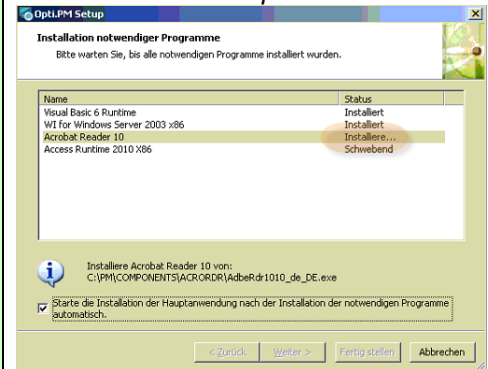 Opti.PM Setup
Installation notwendiger Programme
Bitte warten Sie, bis alle notwendigen Programme installiert wurden.
Name Status
Visual Basic 6 Runtime Installiert
WI for Windows Server 2003 x86 Installiert
Acrobat Reader 10 Installiere...
Access Runtime 2010 X86 Schwebend
Installiere Acrobat Reader 10 von:
C:\PM\COMPONENTS\ACRORDR\AdbeRdr1010_de_DE.exe
Starte die Installation der Hauptanwendung nach der Installation der notwendigen Programme
automatisch.
< Zurück Weiter > Fertig stellen Abbrechen